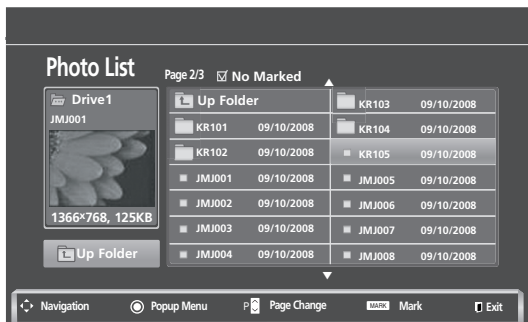 Photo List
Page 2/3 ☑ No Marked
Drive1
JMJ001
1366×768, 125KB
Up Folder
Up Folder
KR101 09/10/2008
KR102 09/10/2008
JMJ001 09/10/2008
JMJ002 09/10/2008
JMJ003 09/10/2008
JMJ004 09/10/2008
KR103 09/10/2008
KR104 09/10/2008
KR105 09/10/2008
JMJ005 09/10/2008
JMJ006 09/10/2008
JMJ007 09/10/2008
JMJ008 09/10/2008
Navigation Popup Menu P Page Change MARK Mark Exit